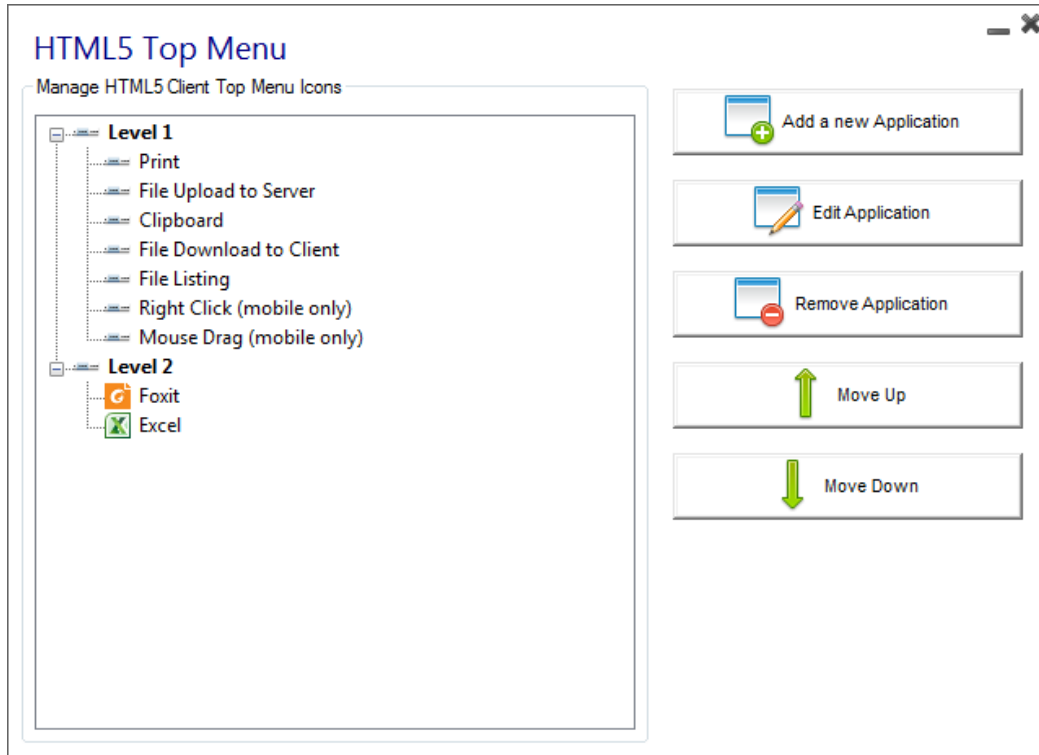 HTML5 Top Menu
Manage HTML5 Client Top Menu Icons
Level 1
Print
File Upload to Server
Clipboard
File Download to Client
File Listing
Right Click (mobile only)
Mouse Drag (mobile only)
Level 2
Foxit
Excel
Add a new Application
Edit Application
Remove Application
Move Up
Move Down